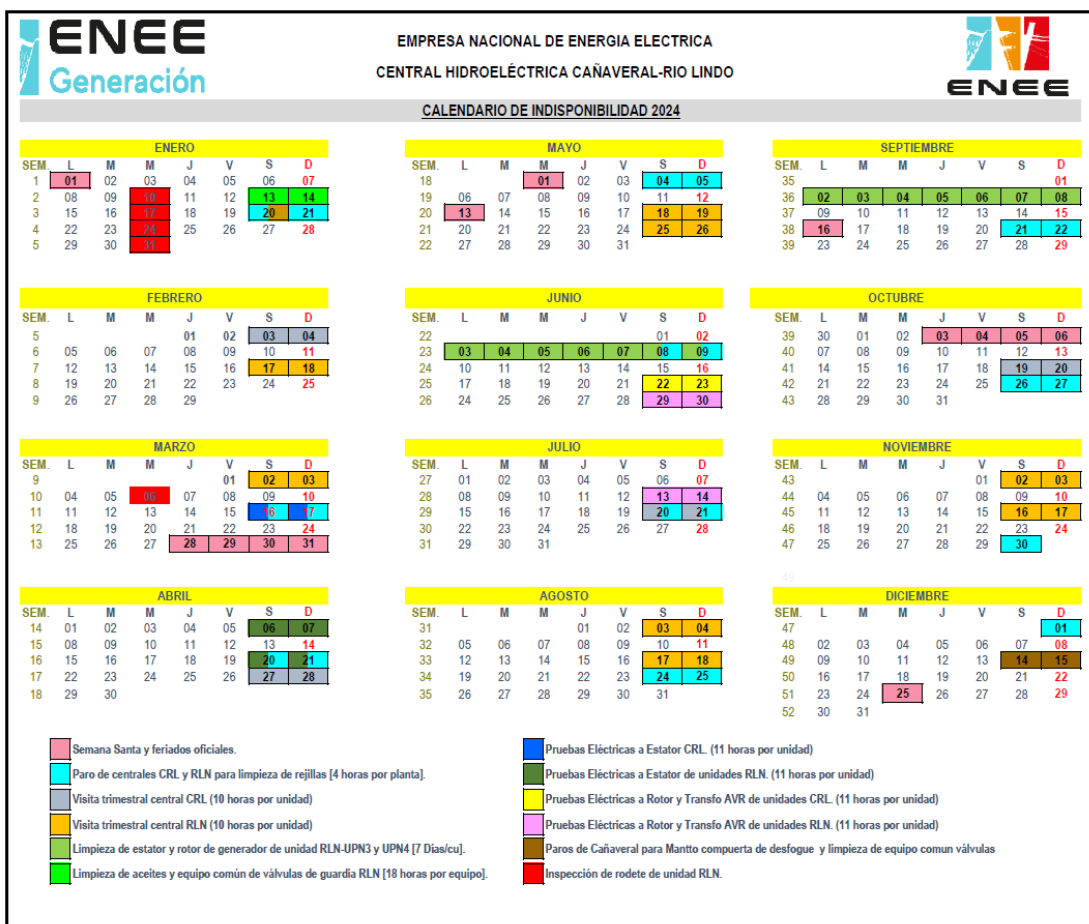 ENEE
Generación
EMPRESA NACIONAL DE ENERGIA ELECTRICA
CENTRAL HIDROELÉCTRICA CAÑAVERAL-RIO LINDO
ENEE
CALENDARIO DE INDISPONIBILIDAD 2024
ENERO
SEM. L M M J V S D
1 01 02 03 04 05 06 07
2 08 09 10 11 12 13 14
3 15 16 17 18 19 20 21
4 22 23 24 25 26 27 28
5 29 30 31
MAYO
SEM. L M M J V S D
18 01 02 03 04 05
19 06 07 08 09 10 11 12
20 13 14 15 16 17 18 19
21 20 21 22 23 24 25 26
22 27 28 29 30 31
SEPTIEMBRE
SEM. L M M J V S D
35 01
36 02 03 04 05 06 07 08
37 09 10 11 12 13 14 15
38 16 17 18 19 20 21 22
39 23 24 25 26 27 28 29
FEBRERO
SEM. L M M J V S D
5 01 02 03 04
6 05 06 07 08 09 10 11
7 12 13 14 15 16 17 18
8 19 20 21 22 23 24 25
9 26 27 28 29
JUNIO
SEM. L M M J V S D
22 01 02
23 03 04 05 06 07 08 09
24 10 11 12 13 14 15 16
25 17 18 19 20 21 22 23
26 24 25 26 27 28 29 30
OCTUBRE
SEM. L M M J V S D
39 30 01 02 03 04 05 06
40 07 08 09 10 11 12 13
41 14 15 16 17 18 19 20
42 21 22 23 24 25 26 27
43 28 29 30 31
MARZO
SEM. L M M J V S D
9 01 02 03
10 04 05 06 07 08 09 10
11 11 12 13 14 15 16 17
12 18 19 20 21 22 23 24
13 25 26 27 28 29 30 31
JULIO
SEM. L M M J V S D
27 01 02 03 04 05 06 07
28 08 09 10 11 12 13 14
29 15 16 17 18 19 20 21
30 22 23 24 25 26 27 28
31 29 30 31
NOVIEMBRE
SEM. L M M J V S D
43 01 02 03
44 04 05 06 07 08 09 10
45 11 12 13 14 15 16 17
46 18 19 20 21 22 23 24
47 25 26 27 28 29 30
49
ABRIL
SEM. L M M J V S D
14 01 02 03 04 05 06 07
15 08 09 10 11 12 13 14
16 15 16 17 18 19 20 21
17 22 23 24 25 26 27 28
18 29 30
AGOSTO
SEM. L M M J V S D
31 01 02 03 04
32 05 06 07 08 09 10 11
33 12 13 14 15 16 17 18
34 19 20 21 22 23 24 25
35 26 27 28 29 30 31
DICIEMBRE
SEM. L M M J V S D
47 01
48 02 03 04 05 06 07 08
49 09 10 11 12 13 14 15
50 16 17 18 19 20 21 22
51 23 24 25 26 27 28 29
52 30 31
Semana Santa y feriados oficiales.
Paro de centrales CRL y RLN para limpieza de rejillas [4 horas por planta].
Visita trimestral central CRL (10 horas por unidad)
Visita trimestral central RLN (10 horas por unidad)
Limpieza de estator y rotor de generador de unidad RLN-UPN3 y UPN4 [7 Dias/cu].
Limpieza de aceites y equipo común de válvulas de guardia RLN [18 horas por equipo].
Pruebas Eléctricas a Estator CRL. (11 horas por unidad)
Pruebas Eléctricas a Estator de unidades RLN. (11 horas por unidad)
Pruebas Eléctricas a Rotor y Transfo AVR de unidades CRL. (11 horas por unidad)
Pruebas Eléctricas a Rotor y Transfo AVR de unidades RLN. (11 horas por unidad)
Paros de Cañaveral para Mantto compuerta de desfogue y limpieza de equipo comun válvulas
Inspección de rodete de unidad RLN.